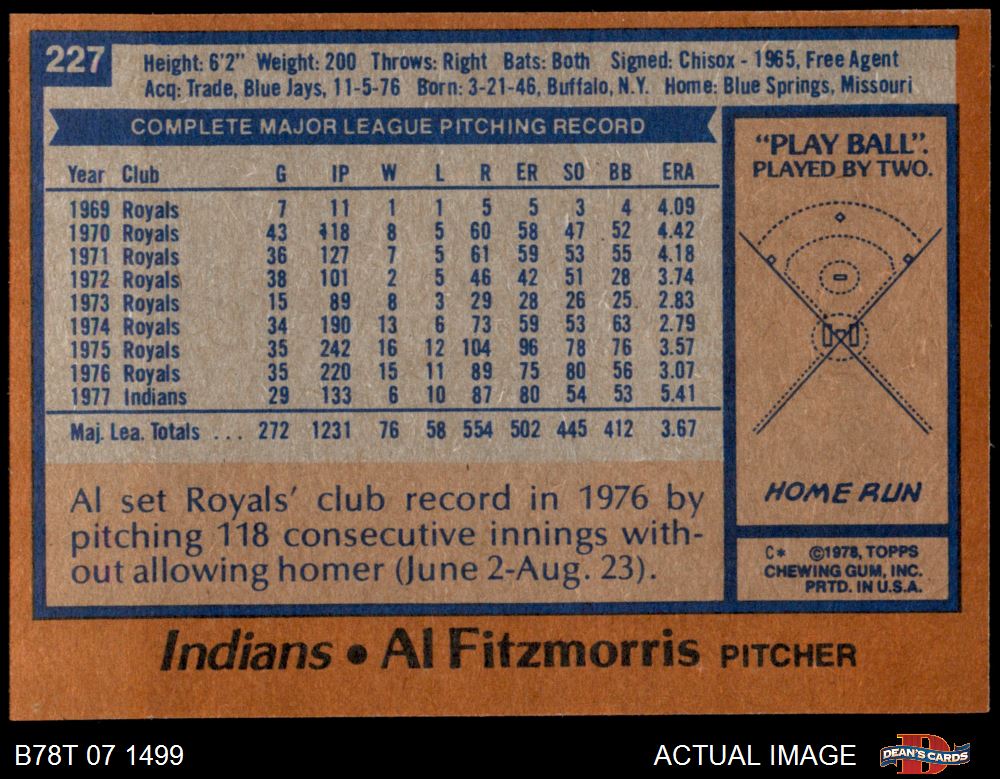 227
Height: 6'2" Weight: 200 Throws: Right Bats: Both Signed: Chisox - 1965, Free Agent
Acq: Trade, Blue Jays, 11-5-76 Born: 3-21-46, Buffalo, N.Y. Home: Blue Springs, Missouri
COMPLETE MAJOR LEAGUE PITCHING RECORD
Year Club G IP W L R ER SO BB ERA
1969 Royals 7 11 1 1 5 5 3 4 4.09
1970 Royals 43 118 8 5 60 58 47 52 4.42
1971 Royals 36 127 7 5 61 59 53 55 4.18
1972 Royals 38 101 2 5 46 42 51 28 3.74
1973 Royals 15 89 8 3 29 28 26 25 2.83
1974 Royals 34 190 13 6 73 59 53 63 2.79
1975 Royals 35 242 16 12 104 96 78 76 3.57
1976 Royals 35 220 15 11 89 75 80 56 3.07
1977 Indians 29 133 6 10 87 80 54 53 5.41
Maj. Lea. Totals ... 272 1231 76 58 554 502 445 412 3.67
Al set Royals' club record in 1976 by
pitching 118 consecutive innings with-
out allowing homer (June 2-Aug. 23).
"PLAY BALL".
PLAYED BY TWO.
HOME RUN
C* ©1978, TOPPS
CHEWING GUM, INC.
PRTD. IN U.S.A.
Indians • Al Fitzmorris PITCHER
B78T 07 1499
ACTUAL IMAGE
DEAN'S CARDS